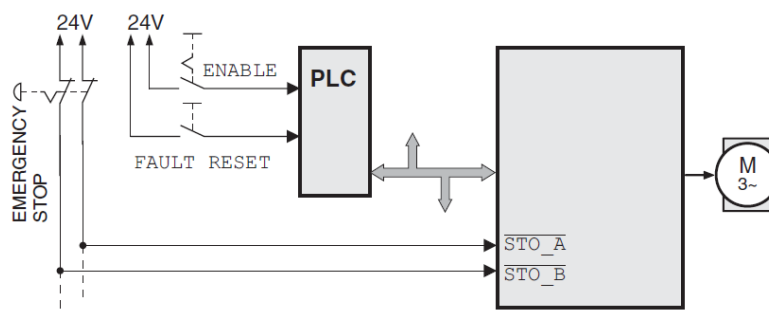 24V
24V
ENABLE
PLC
FAULT RESET
EMERGENCY
STOP
M
3~
STO_A
STO_B